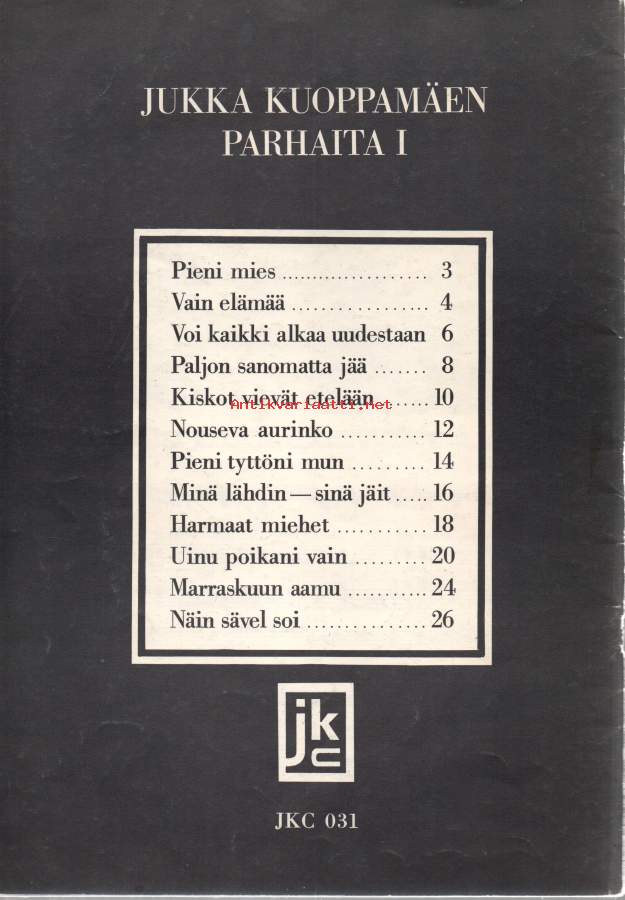 JUKKA KUOPPAMÄEN
PARHAITA I
Pieni mies ........................ 3
Vain elämää ................. 4
Voi kaikki alkaa uudestaan 6
Paljon sanomatta jää ....... 8
Kiskot vievät etelään ....... 10
Antikvariaatti.net
Nouseva aurinko ........... 12
Pieni tyttöni mun ......... 14
Minä lähdin — sinä jäit ..... 16
Harmaat miehet ........... 18
Uinu poikani vain ......... 20
Marraskuun aamu ........... 24
Näin sävel soi ............... 26
jkc
JKC 031